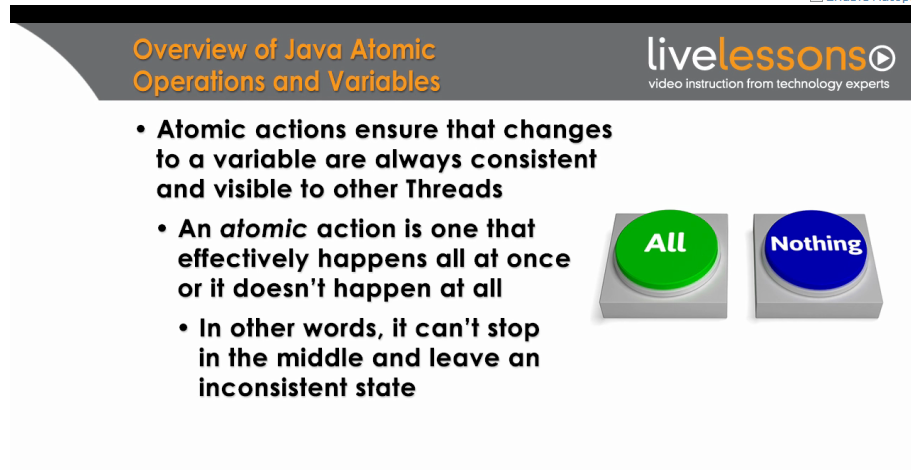 Overview of Java Atomic
Operations and Variables
livelessons
video instruction from technology experts
• Atomic actions ensure that changes
to a variable are always consistent
and visible to other Threads
• An atomic action is one that
effectively happens all at once
or it doesn't happen at all
• In other words, it can't stop
in the middle and leave an
inconsistent state
All
Nothing